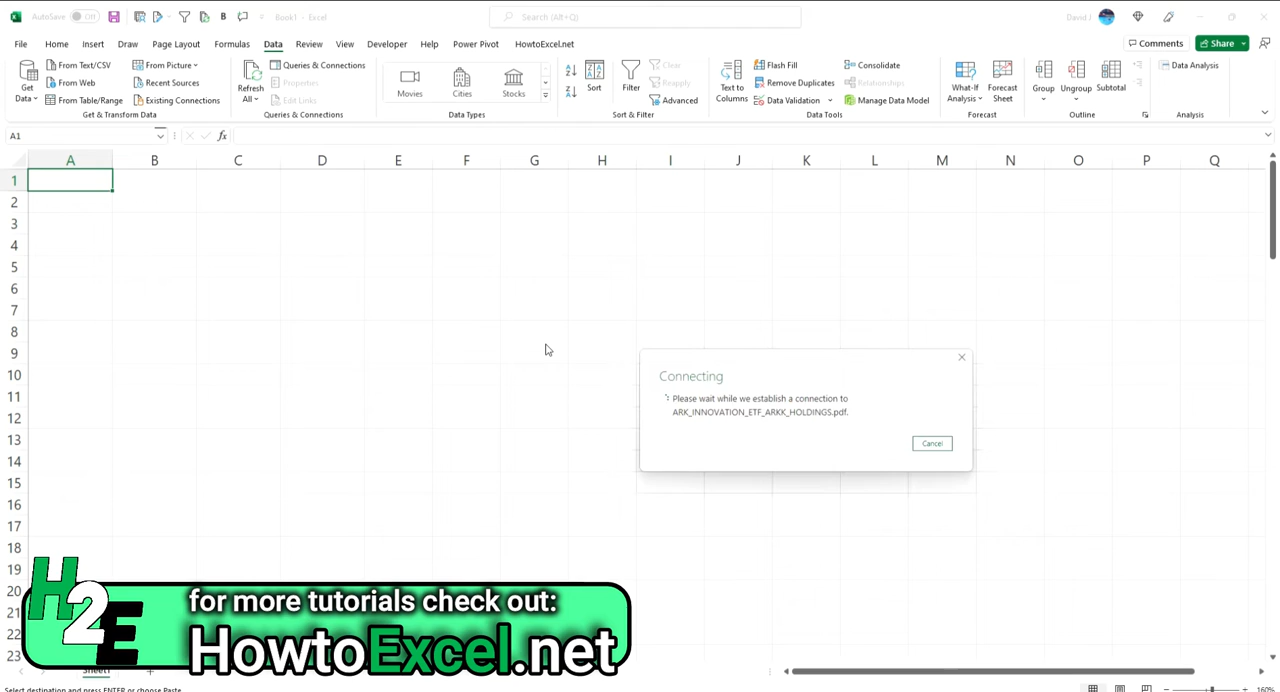 AutoSave Off Book1 - Excel Search (Alt+Q) David J
File Home Insert Draw Page Layout Formulas Data Review View Developer Help Power Pivot HowtoExcel.net Comments Share
Get Data
From Text/CSV
From Web
From Table/Range
From Picture
Recent Sources
Existing Connections
Get & Transform Data
Refresh All
Queries & Connections
Properties
Edit Links
Queries & Connections
Movies Cities Stocks
Data Types
Sort
Filter
Clear
Reapply
Advanced
Sort & Filter
Text to Columns
Flash Fill
Remove Duplicates
Data Validation
Consolidate
Relationships
Manage Data Model
Data Tools
What-If Analysis
Forecast Sheet
Forecast
Group Ungroup Subtotal
Outline
Data Analysis
Analysis
A1 fx
A B C D E F G H I J K L M N O P Q
1
2
3
4
5
6
7
8
9
10
11
12
13
14
15
16
17
18
19
20
21
22
23
Connecting
Please wait while we establish a connection to
ARK_INNOVATION_ETF_ARKK_HOLDINGS.pdf.
Cancel
H2E
for more tutorials check out:
HowtoExcel.net
Sheet1
Select destination and press ENTER or choose Paste
160%